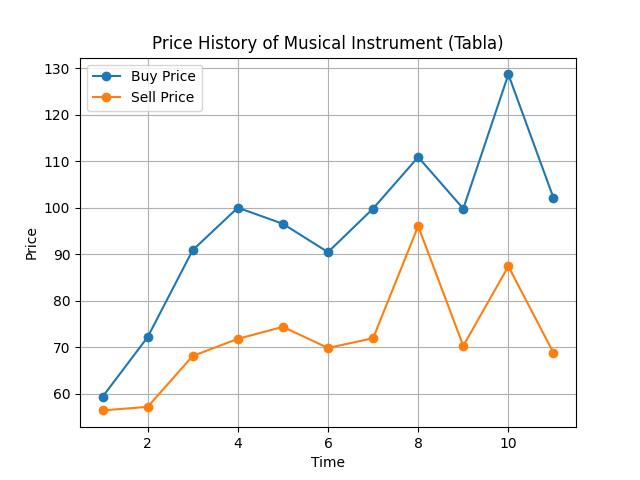 Price History of Musical Instrument (Tabla)
Buy Price
Sell Price
130
120
110
100
90
80
70
60
Price
2 4 6 8 10
Time